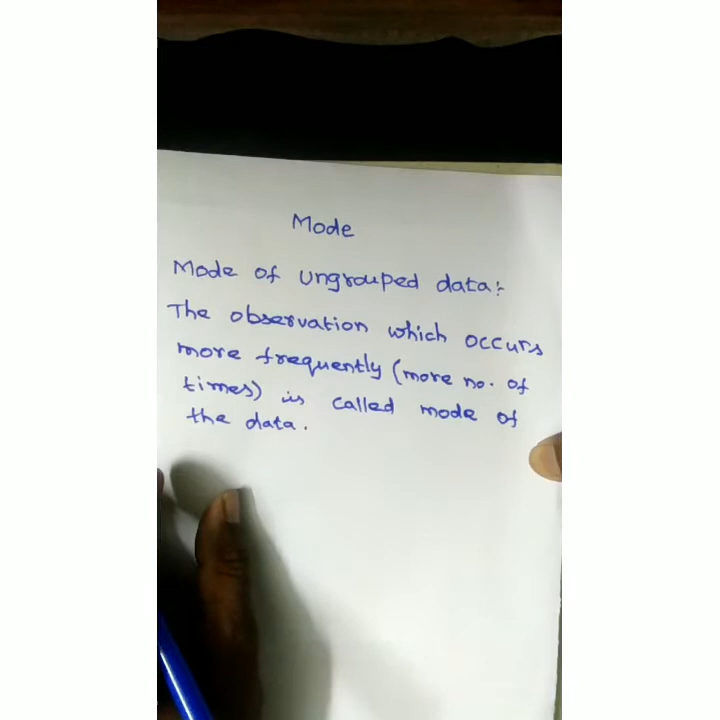 Mode
Mode of ungrouped data:-
The observation which occurs
more frequently (more no. of
times) is called mode of
the data.